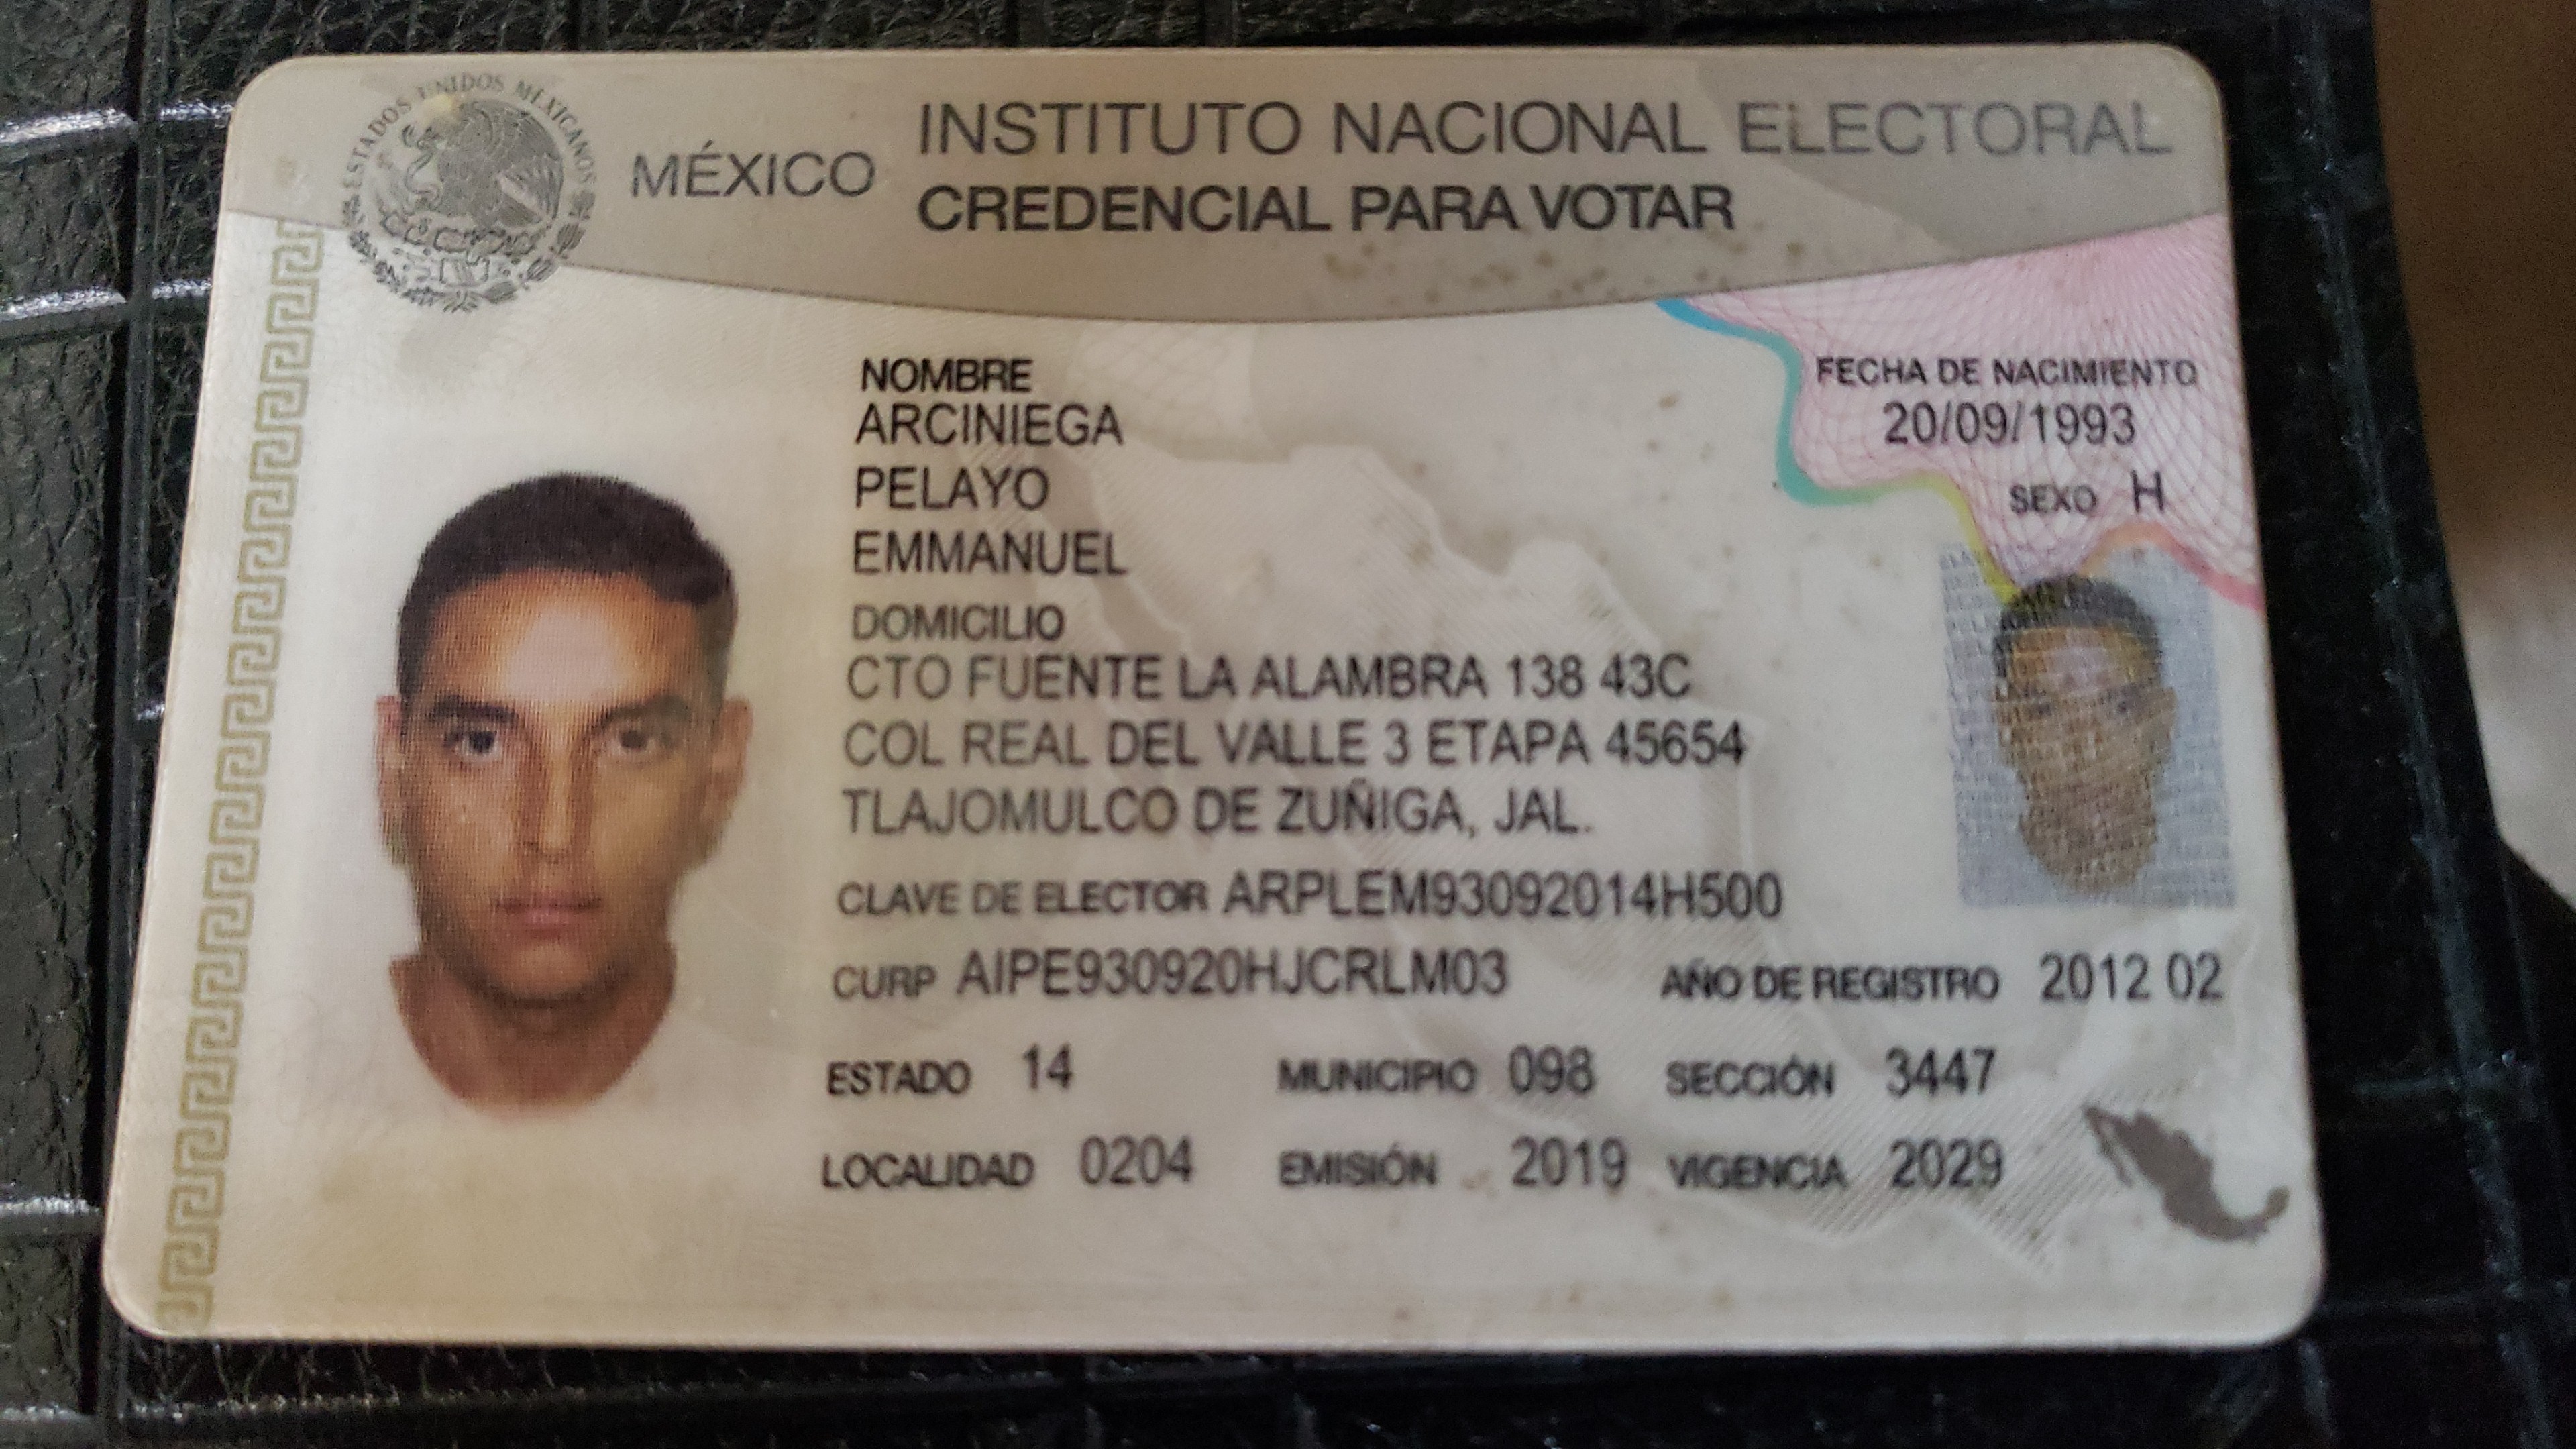 ESTADOS UNIDOS MEXICANOS
MÉXICO
INSTITUTO NACIONAL ELECTORAL
CREDENCIAL PARA VOTAR
NOMBRE
ARCINIEGA
PELAYO
EMMANUEL
FECHA DE NACIMIENTO
20/09/1993
SEXO H
DOMICILIO
CTO FUENTE LA ALAMBRA 138 43C
COL REAL DEL VALLE 3 ETAPA 45654
TLAJOMULCO DE ZUÑIGA, JAL.
CLAVE DE ELECTOR ARPLEM93092014H500
CURP AIPE930920HJCRLM03 AÑO DE REGISTRO 2012 02
ESTADO 14 MUNICIPIO 098 SECCIÓN 3447
LOCALIDAD 0204 EMISIÓN 2019 VIGENCIA 2029